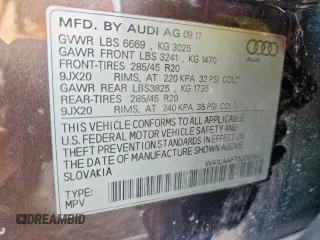 MFD. BY AUDI AG 09 17
GVWR LBS 6669 , KG 3025
GAWR FRONT LBS 3241 , KG 1470
FRONT-TIRES 285/45 R20
9JX20 RIMS, AT 220 KPA 32 PSI COLD
GAWR REAR LBS3825 , KG 1735
REAR-TIRES 285/45 R20
9JX20 RIMS, AT 240 KPA 35 PSI COLD
THIS VEHICLE CONFORMS TO ALL APPLICABLE
U.S. FEDERAL MOTOR VEHICLE SAFETY AND
THEFT PREVENTION STANDARDS IN EFFECT ON
THE DATE OF MANUFACTURE SHOWN ABOVE.
SLOVAKIA
TYPE:
MPV
Audi
DREAMBID